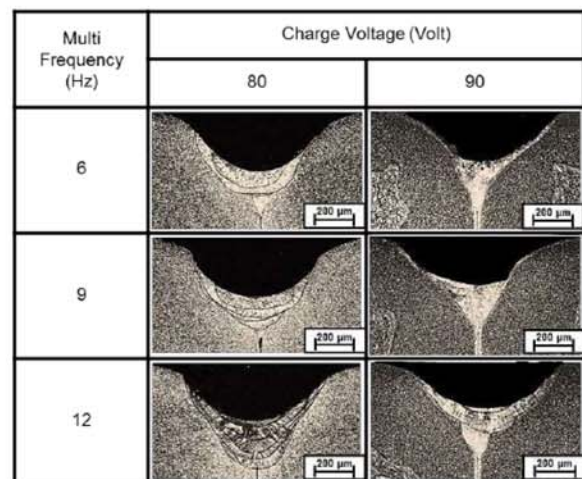 Multi
Frequency
(Hz)
Charge Voltage (Volt)
80
90
6
200 µm
200 µm
9
200 µm
200 µm
12
200 µm
200 µm